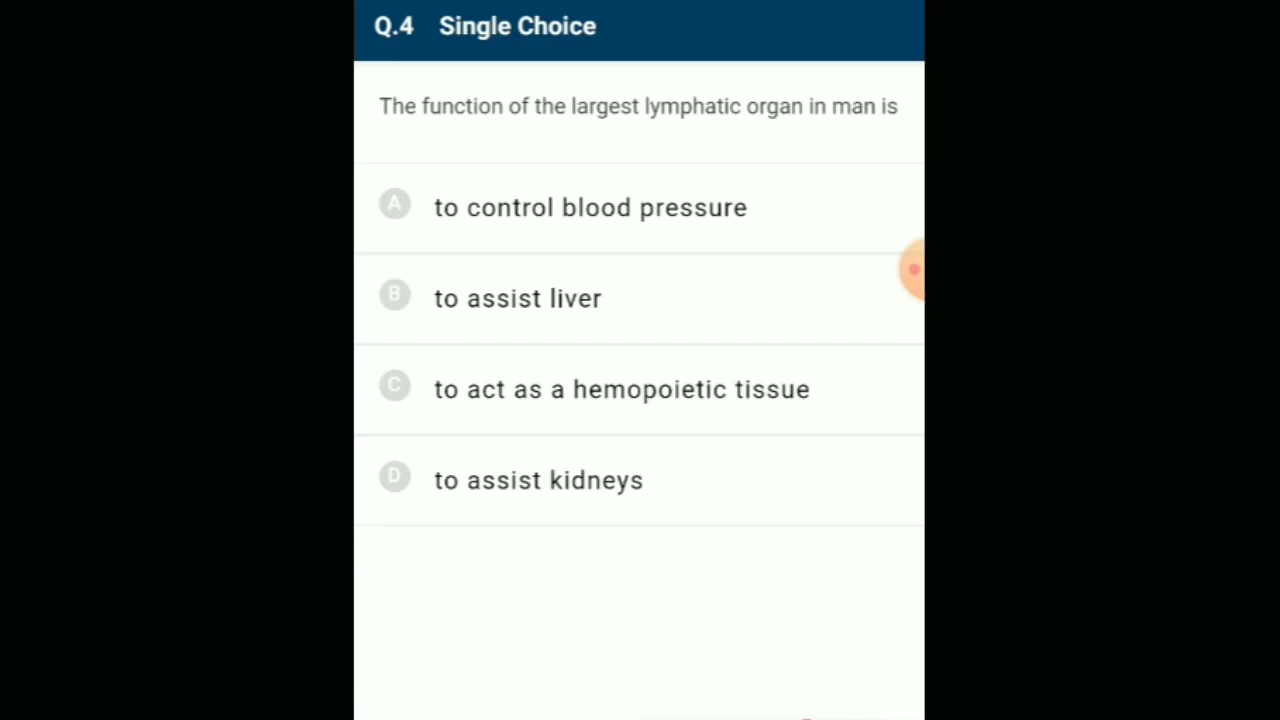 Q.4 Single Choice
The function of the largest lymphatic organ in man is
A to control blood pressure
B to assist liver
C to act as a hemopoietic tissue
D to assist kidneys